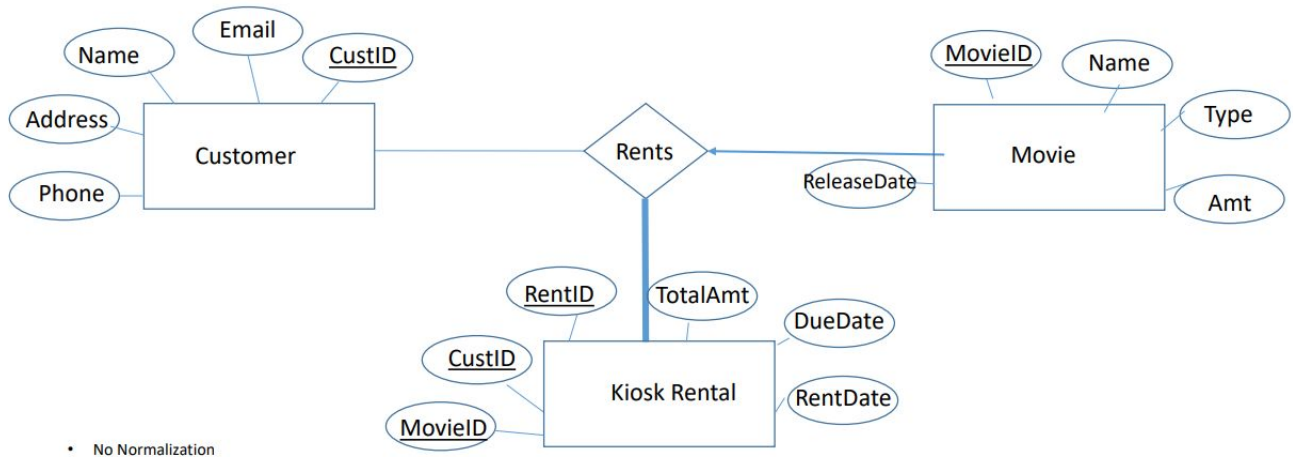 Email
Name
CustID
Address
Customer
Phone
Rents
MovieID
Name
Type
Movie
ReleaseDate
Amt
RentID
TotalAmt
DueDate
CustID
Kiosk Rental
RentDate
MovieID
• No Normalization